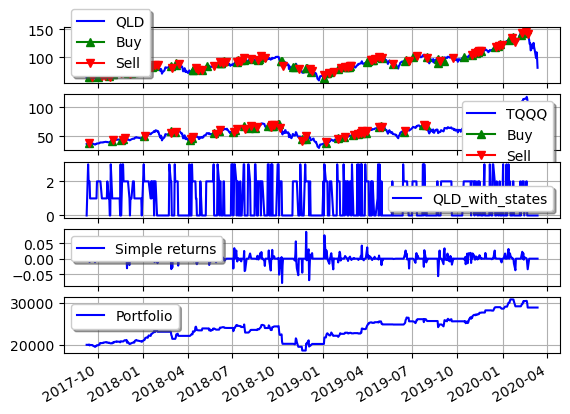 150
100
QLD
Buy
Sell
100
50
TQQQ
Buy
Sell
2
0
QLD_with_states
0.05
0.00
−0.05
Simple returns
30000
20000
Portfolio
2017-10 2018-01 2018-04 2018-07 2018-10 2019-01 2019-04 2019-07 2019-10 2020-01 2020-04